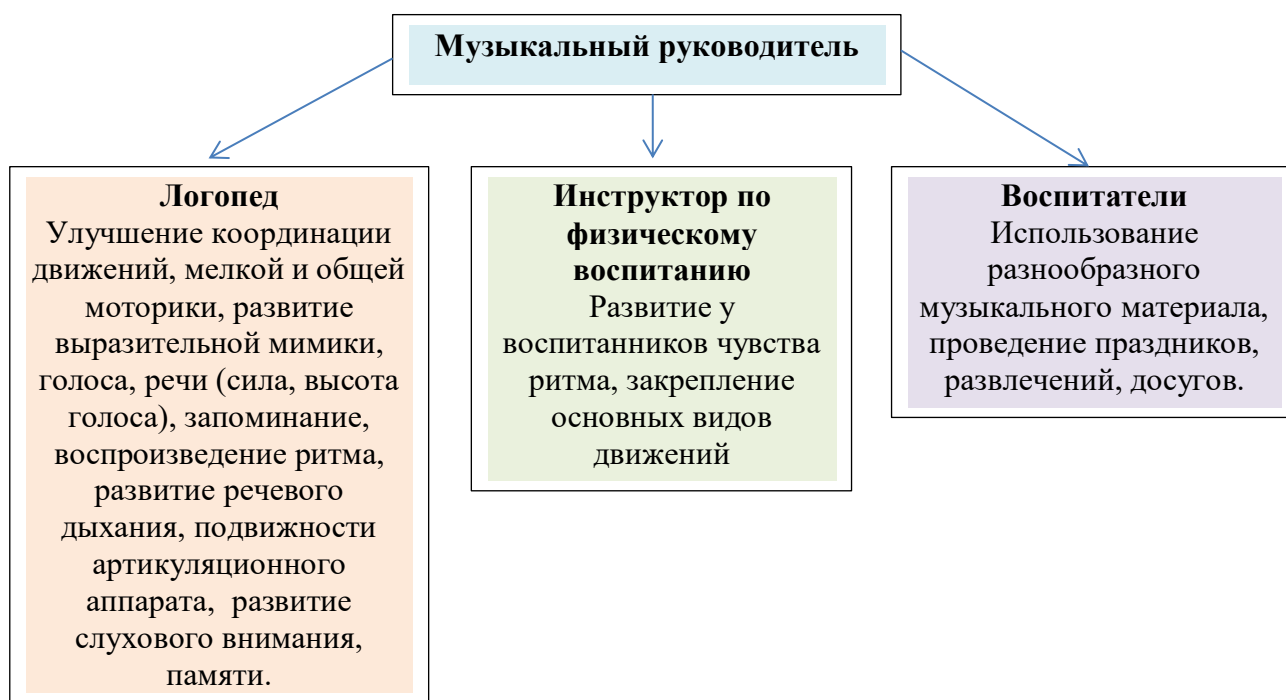 Музыкальный руководитель
Логопед
Улучшение координации
движений, мелкой и общей
моторики, развитие
выразительной мимики,
голоса, речи (сила, высота
голоса), запоминание,
воспроизведение ритма,
развитие речевого
дыхания, подвижности
артикуляционного
аппарата,  развитие
слухового внимания,
памяти.
Инструктор по
физическому
воспитанию
Развитие у
воспитанников чувства
ритма, закрепление
основных видов
движений
Воспитатели
Использование
разнообразного
музыкального материала,
проведение праздников,
развлечений, досугов.